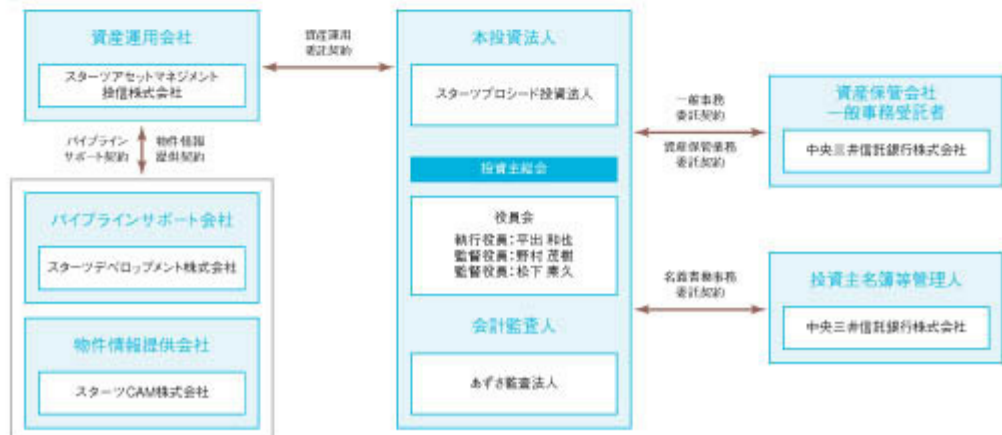 資産運用会社
スターツアセットマネジメント
投信株式会社
資産運用
委託契約
パイプライン
サポート契約
物件情報
提供契約
パイプラインサポート会社
スターツデベロップメント株式会社
物件情報提供会社
スターツCAM株式会社
本投資法人
スターツプロシード投資法人
投資主総会
役員会
執行役員：平出 和也
監督役員：野村 茂樹
監督役員：松下 素久
会計監査人
あずさ監査法人
一般事務
委託契約
資産保管業務
委託契約
資産保管会社
一般事務受託者
中央三井信託銀行株式会社
名義書換事務
委託契約
投資主名簿等管理人
中央三井信託銀行株式会社